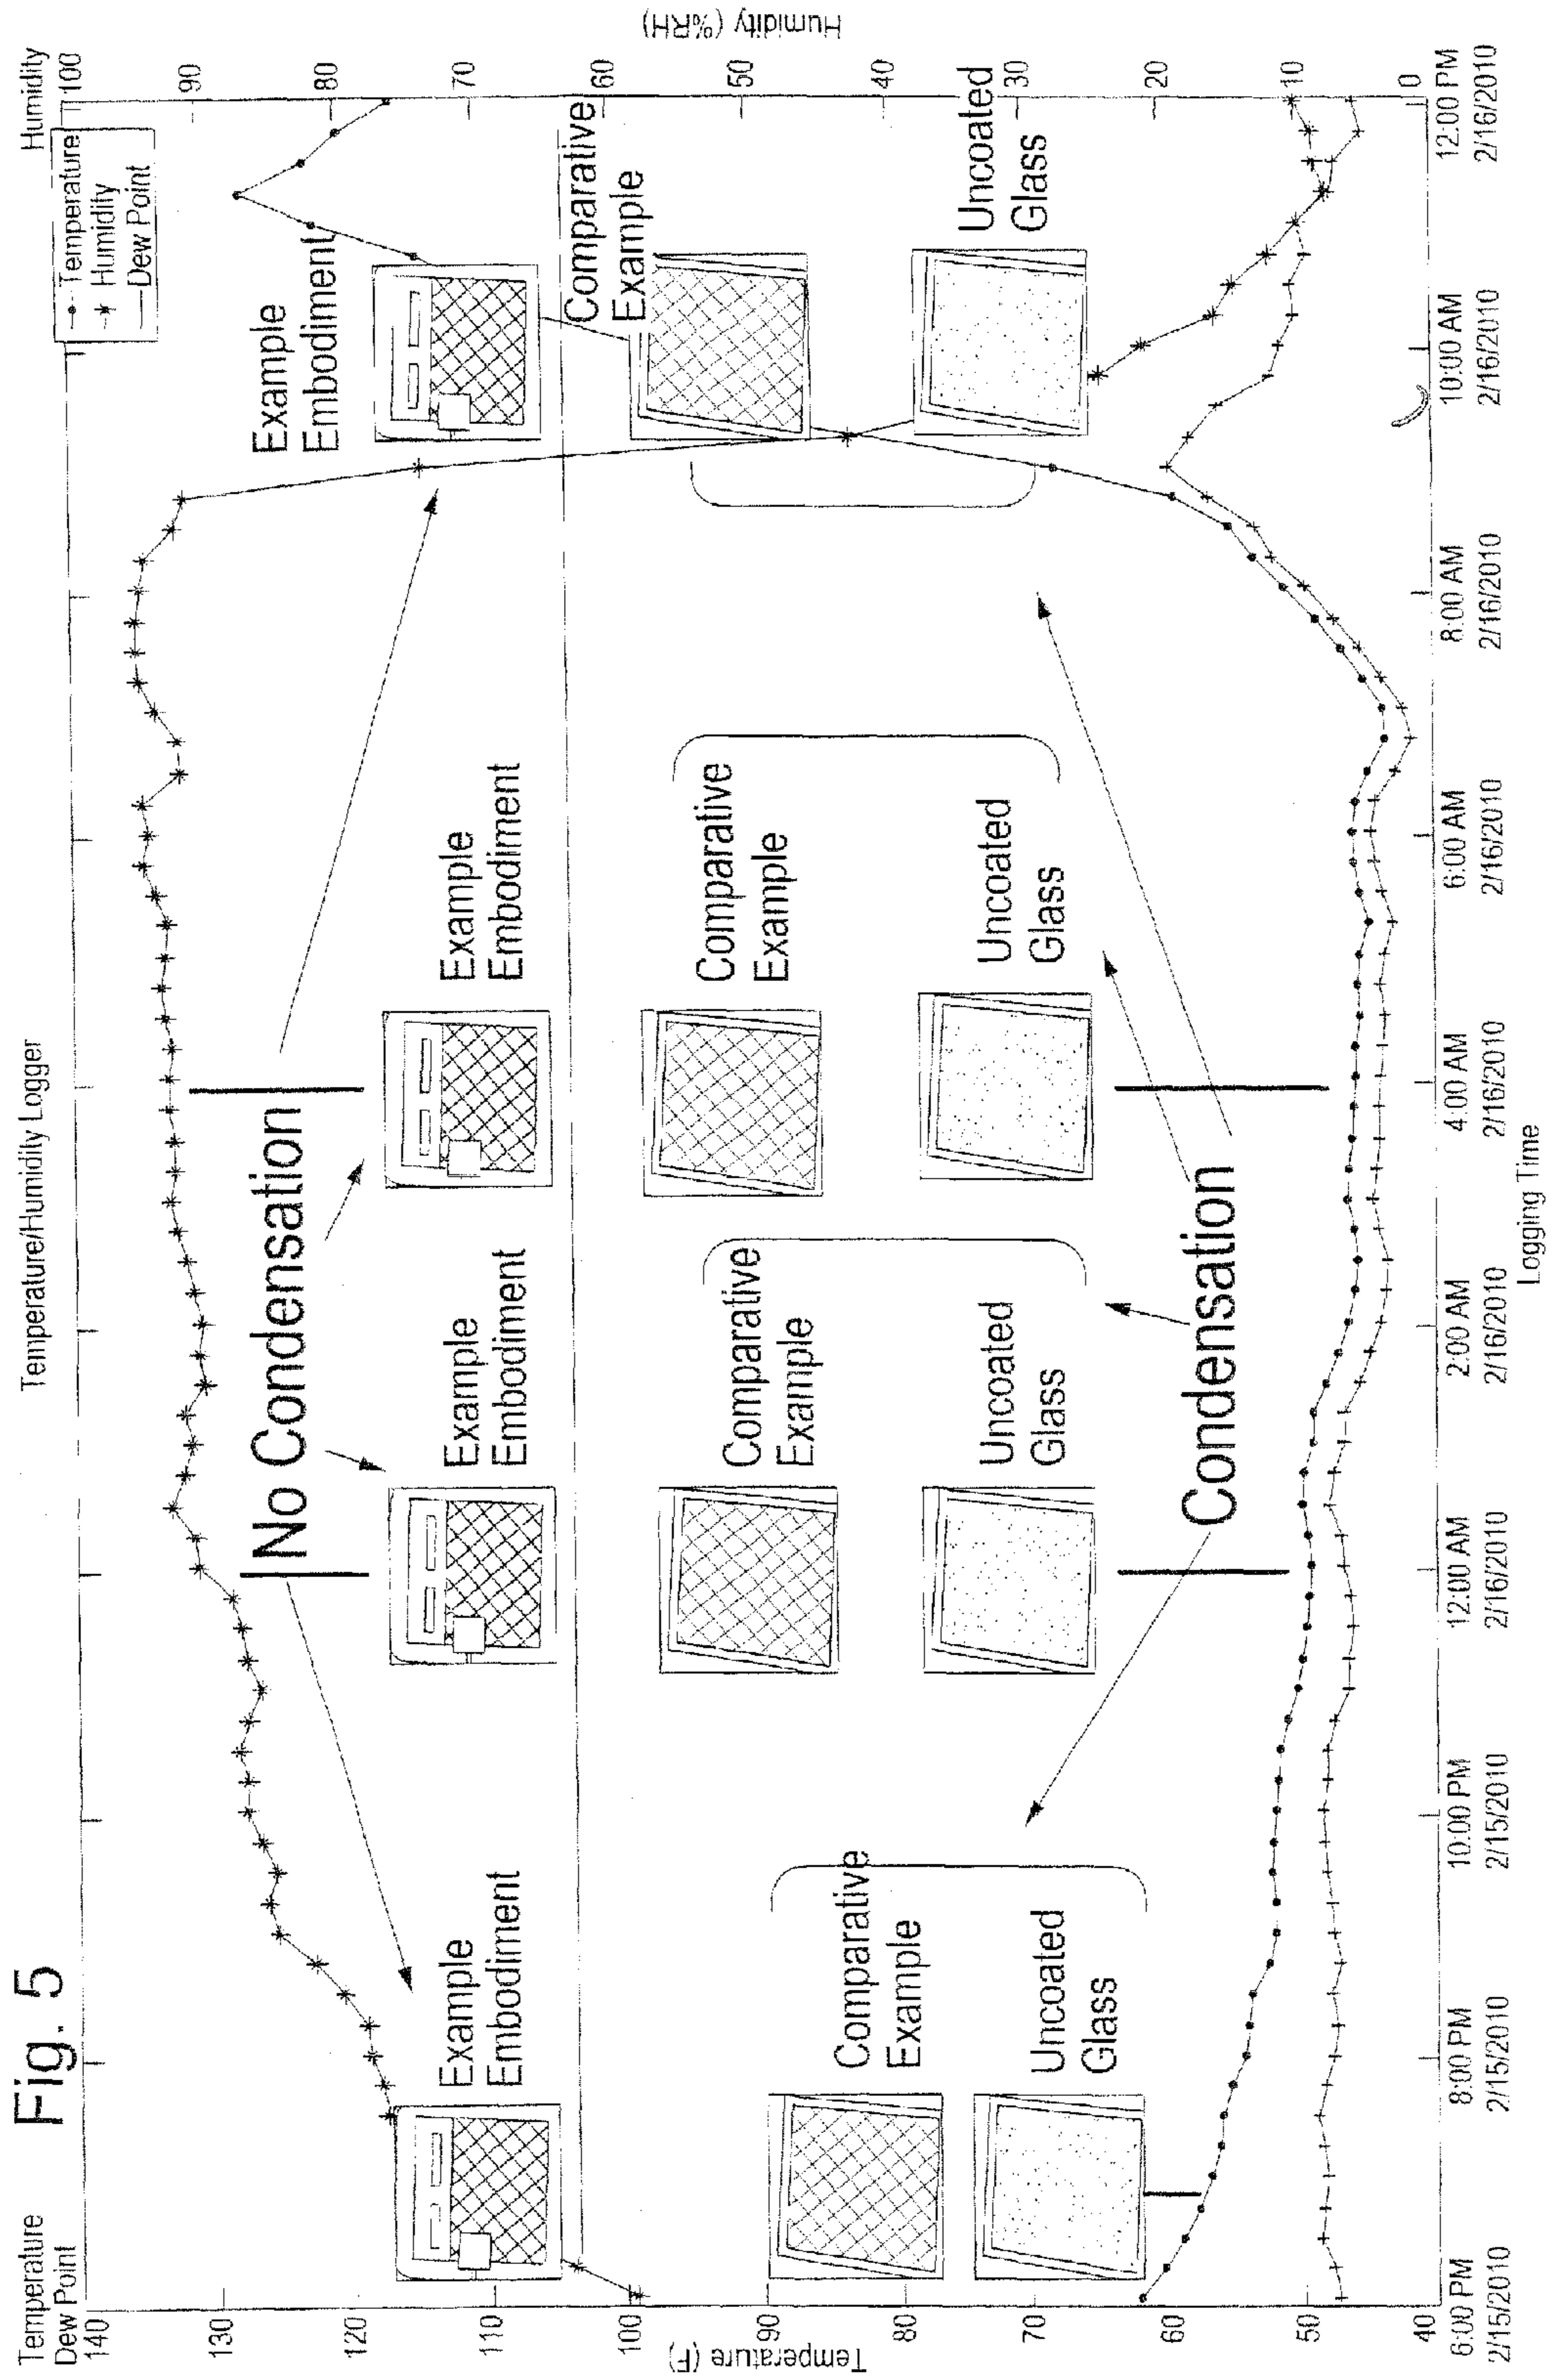 Fig. 5
Temperature/Humidity Logger
Temperature
Dew Point
Humidity
Temperature
Humidity
Dew Point
140
130
120
110
100
90
80
70
60
50
40
Temperature (F)
100
90
80
70
60
50
40
30
20
10
0
Humidity (%RH)
No Condensation
Example
Embodiment
Example
Embodiment
Example
Embodiment
Example
Embodiment
Comparative
Example
Comparative
Example
Comparative
Example
Comparative
Example
Uncoated
Glass
Uncoated
Glass
Uncoated
Glass
Uncoated
Glass
Condensation
6:00 PM
2/15/2010
8:00 PM
2/15/2010
10:00 PM
2/15/2010
12:00 AM
2/16/2010
2:00 AM
2/16/2010
4:00 AM
2/16/2010
6:00 AM
2/16/2010
8:00 AM
2/16/2010
10:00 AM
2/16/2010
12:00 PM
2/16/2010
Logging Time